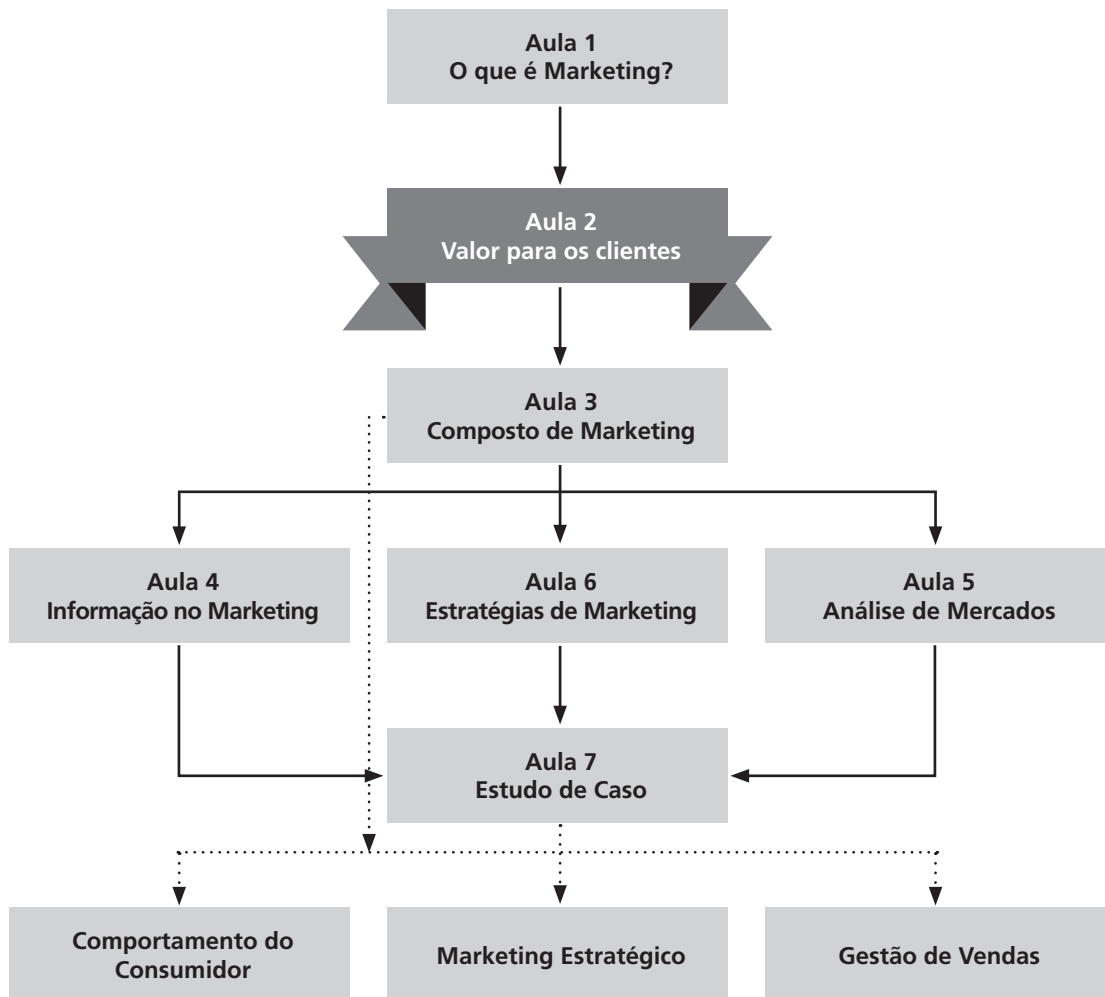 Aula 1
O que é Marketing?
Aula 2
Valor para os clientes
Aula 3
Composto de Marketing
Aula 4
Informação no Marketing
Aula 6
Estratégias de Marketing
Aula 5
Análise de Mercados
Aula 7
Estudo de Caso
Comportamento do
Consumidor
Marketing Estratégico
Gestão de Vendas